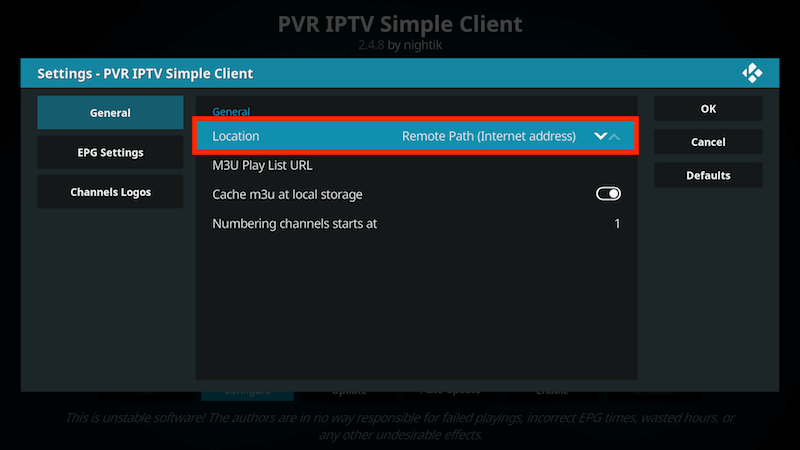 PVR IPTV Simple Client
2.4.8 by nightik
Settings - PVR IPTV Simple Client
General
EPG Settings
Channels Logos
General
Location Remote Path (Internet address)
M3U Play List URL
Cache m3u at local storage
Numbering channels starts at 1
OK
Cancel
Defaults
Configure Update Auto-update Enable
This is unstable software! The authors are in no way responsible for failed playings, incorrect EPG times, wasted hours, or
any other undesirable effects.